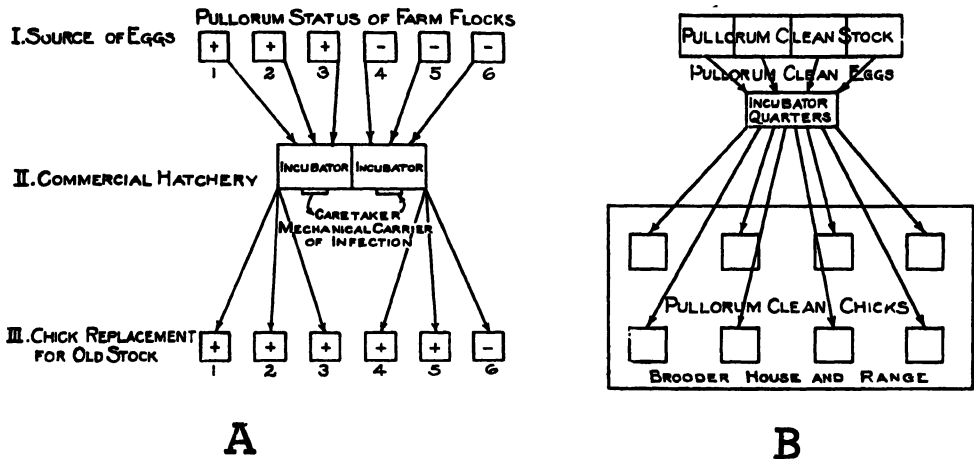 PULLORUM STATUS OF FARM FLOCKS
I. SOURCE OF EGGS
+ + + - - -
1 2 3 4 5 6
INCUBATOR INCUBATOR
II. COMMERCIAL HATCHERY
CARETAKER
MECHANICAL CARRIER
OF INFECTION
III. CHICK REPLACEMENT
FOR OLD STOCK
+ + + + + -
1 2 3 4 5 6
A
PULLORUM CLEAN STOCK
PULLORUM CLEAN EGGS
INCUBATOR
QUARTERS
PULLORUM CLEAN CHICKS
BROODER HOUSE AND RANGE
B